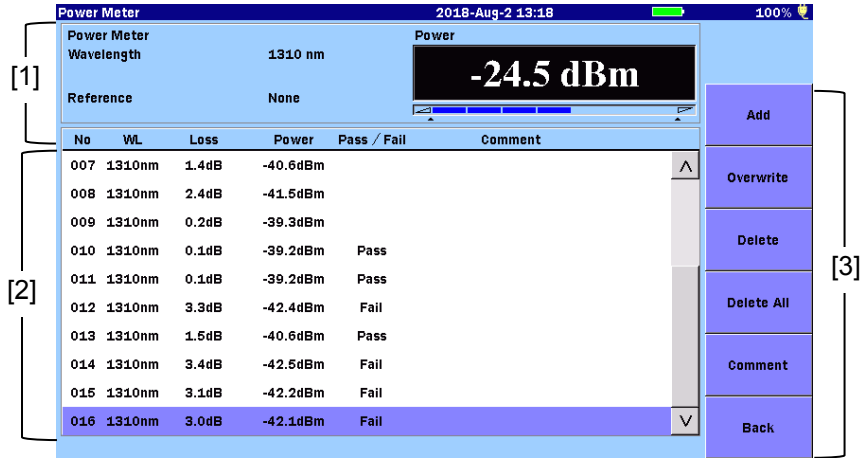 Power Meter 2018-Aug-2 13:18 100%
Power Meter Power
Wavelength 1310 nm
-24.5 dBm
[1]
Reference None
Add
No WL Loss Power Pass / Fail Comment
007 1310nm 1.4dB -40.6dBm
Overwrite
008 1310nm 2.4dB -41.5dBm
009 1310nm 0.2dB -39.3dBm
Delete
010 1310nm 0.1dB -39.2dBm Pass
[3]
011 1310nm 0.1dB -39.2dBm Pass
[2]
012 1310nm 3.3dB -42.4dBm Fail
Delete All
013 1310nm 1.5dB -40.6dBm Pass
014 1310nm 3.4dB -42.5dBm Fail
Comment
015 1310nm 3.1dB -42.2dBm Fail
016 1310nm 3.0dB -42.1dBm Fail
Back